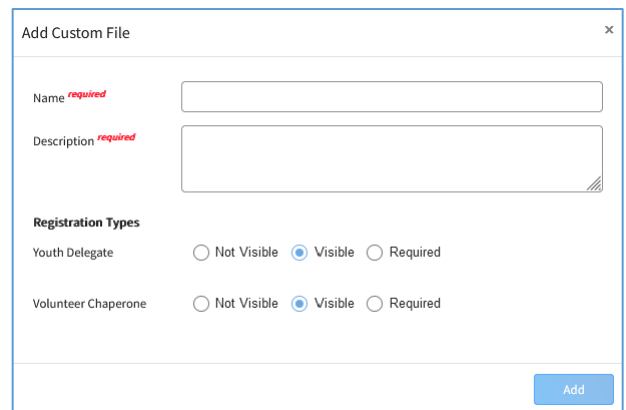 Add Custom File ×
Name required
Description required
Registration Types
Youth Delegate Not Visible Visible Required
Volunteer Chaperone Not Visible Visible Required
Add